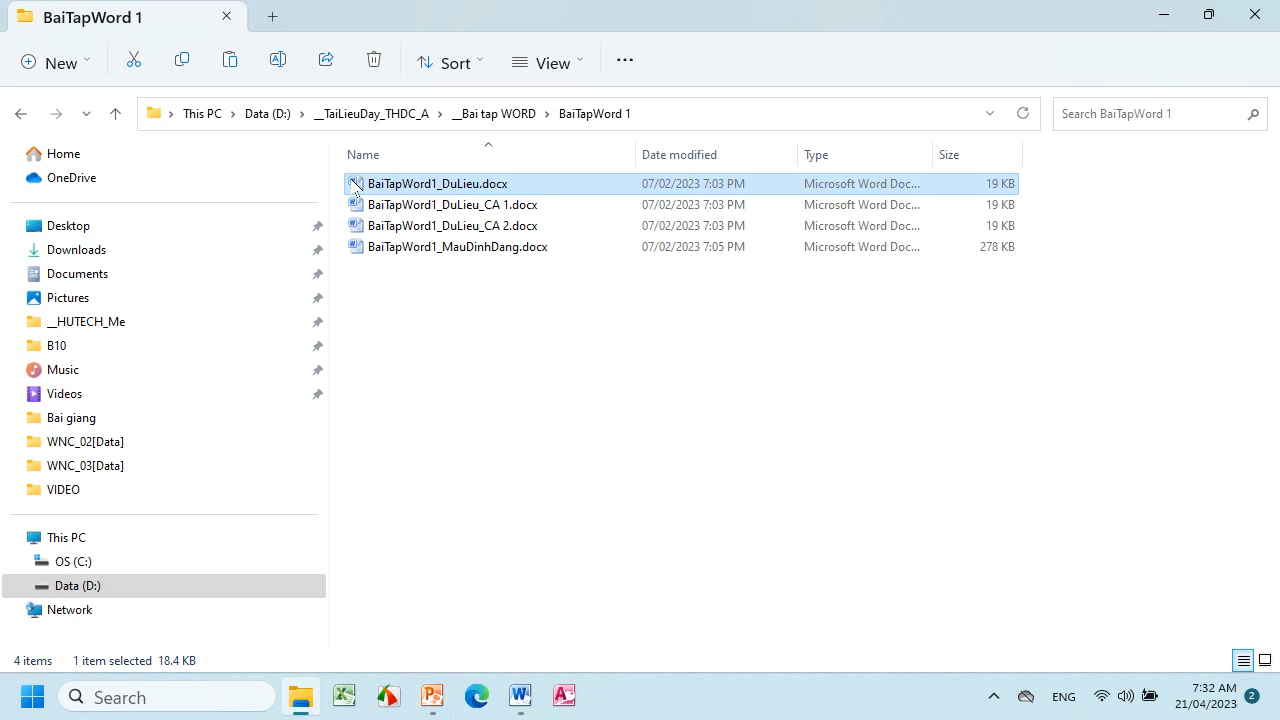 BaiTapWord 1
New
Sort
View
This PC > Data (D:) > __TaiLieuDay_THDC_A > __Bai tap WORD > BaiTapWord 1
Search BaiTapWord 1
Home
OneDrive
Desktop
Downloads
Documents
Pictures
__HUTECH_Me
B10
Music
Videos
Bai giang
WNC_02[Data]
WNC_03[Data]
VIDEO
This PC
OS (C:)
Data (D:)
Network
Name Date modified Type Size
BaiTapWord1_DuLieu.docx 07/02/2023 7:03 PM Microsoft Word Doc... 19 KB
BaiTapWord1_DuLieu_CA 1.docx 07/02/2023 7:03 PM Microsoft Word Doc... 19 KB
BaiTapWord1_DuLieu_CA 2.docx 07/02/2023 7:03 PM Microsoft Word Doc... 19 KB
BaiTapWord1_MauDinhDang.docx 07/02/2023 7:05 PM Microsoft Word Doc... 278 KB
4 items 1 item selected 18.4 KB
Search
ENG
7:32 AM
21/04/2023
2